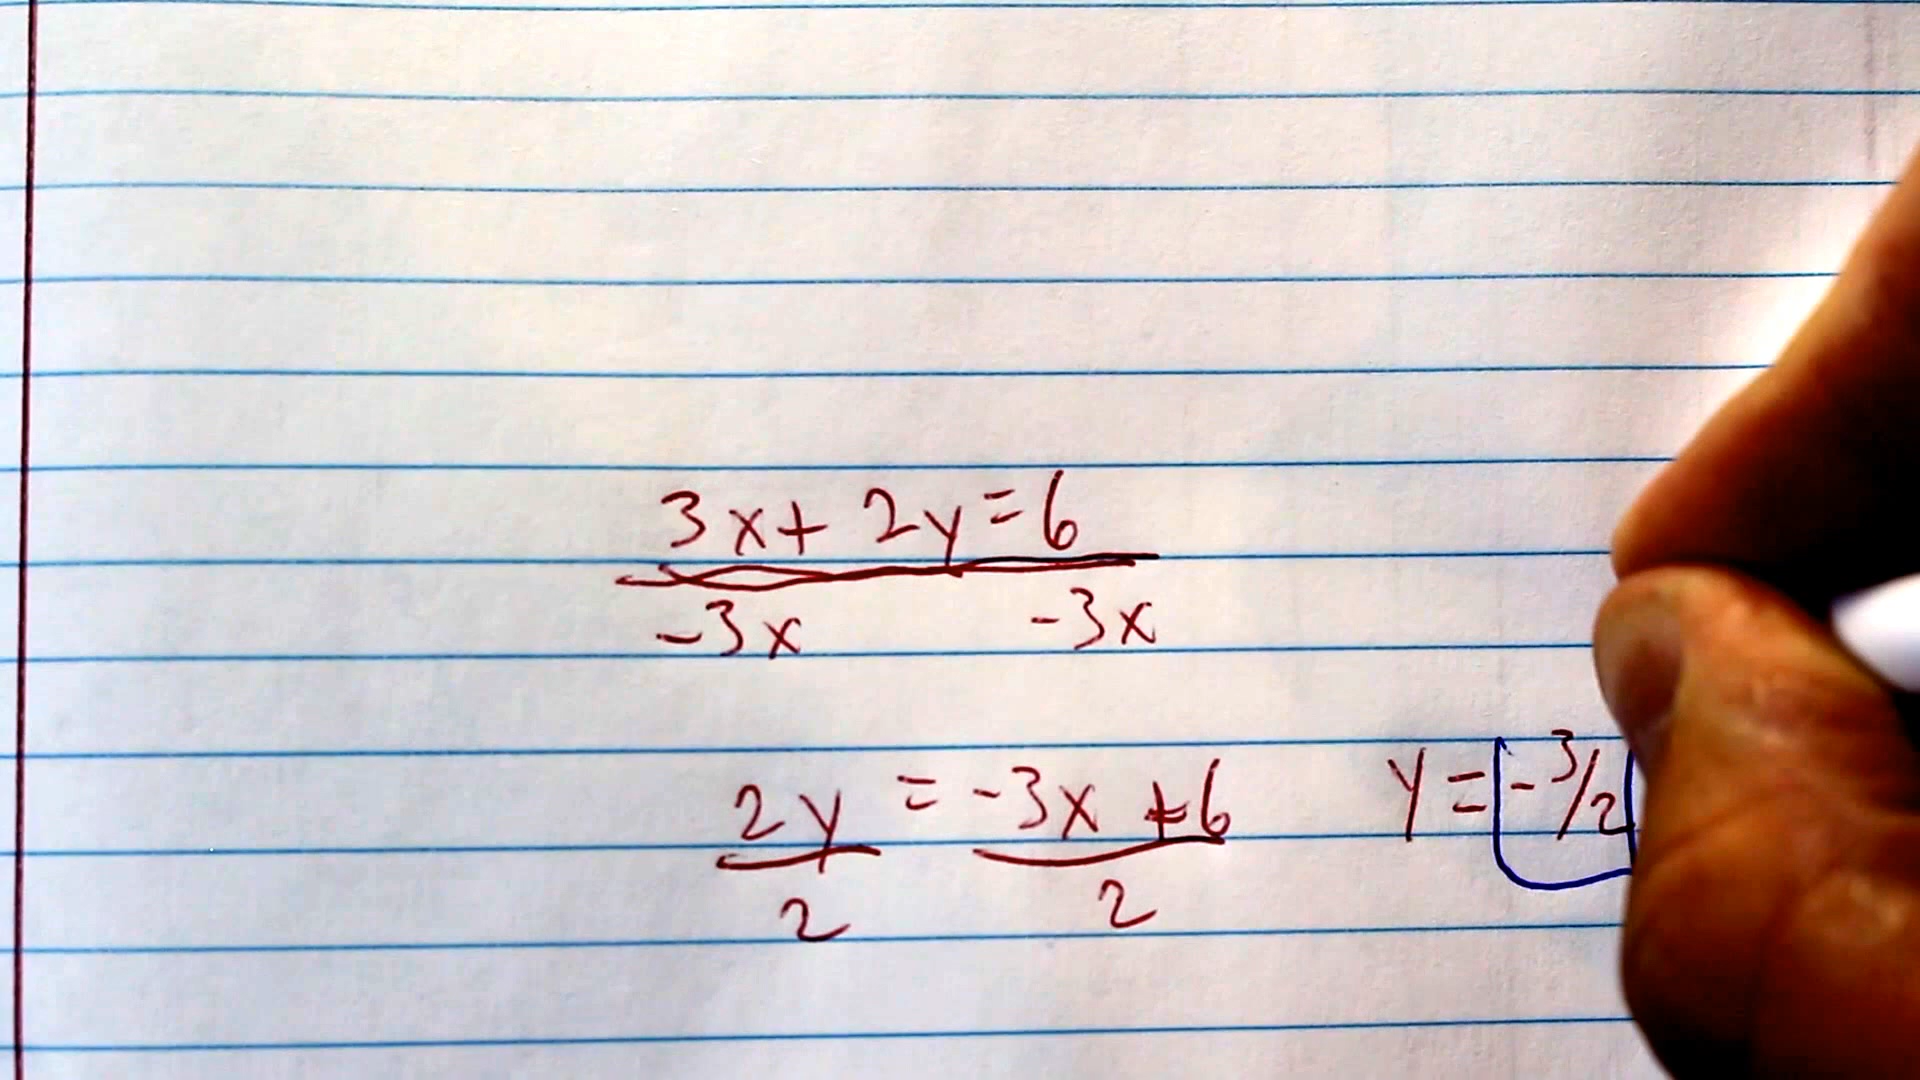 3x + 2y = 6
-3x -3x
2y = -3x + 6 y = -3/2
2 2